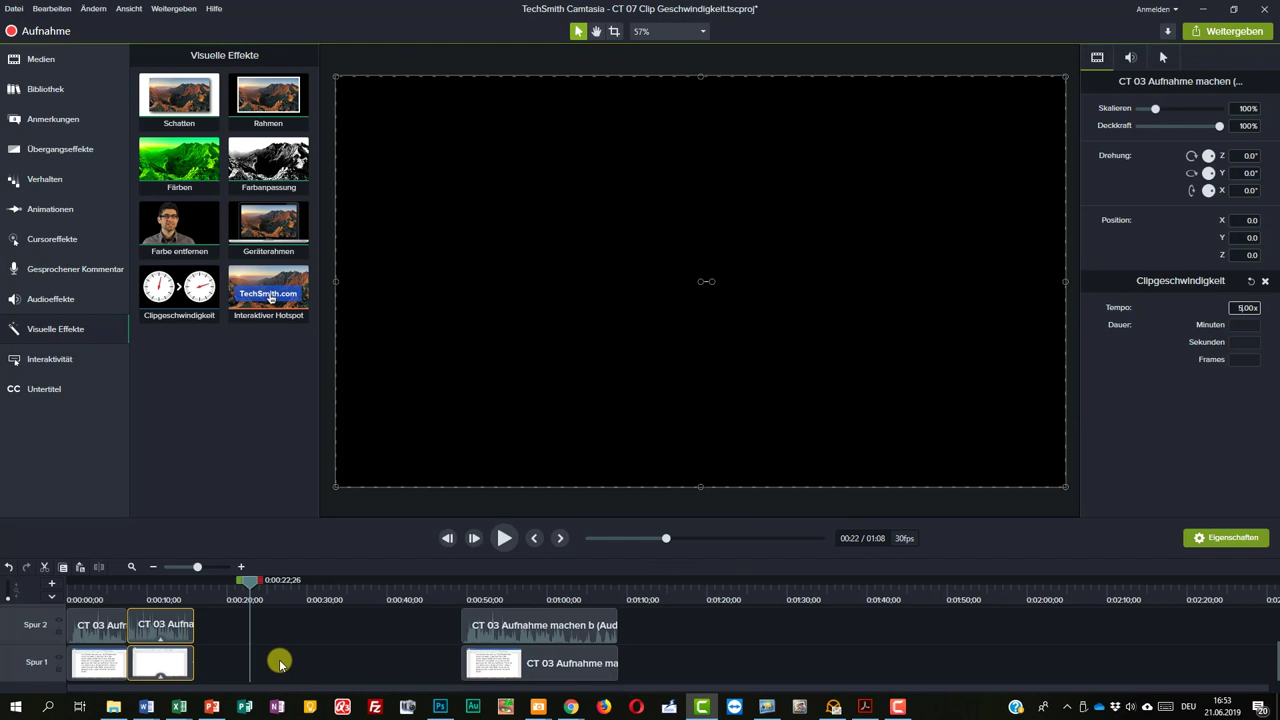 Datei Bearbeiten Ändern Ansicht Weitergeben Hilfe
TechSmith Camtasia - CT 07 Clip Geschwindigkeit.tscproj*
Anmelden
Aufnahme
57%
Weitergeben
Medien
Bibliothek
Anmerkungen
Übergangseffekte
Verhalten
Animationen
Cursoreffekte
Gesprochener Kommentar
Audioeffekte
Visuelle Effekte
Interaktivität
CC Untertitel
Visuelle Effekte
Schatten
Rahmen
Färben
Farbanpassung
Farbe entfernen
Geräterahmen
TechSmith.com
Clipgeschwindigkeit
Interaktiver Hotspot
CT 03 Aufnahme machen (...
Skalieren 100%
Deckkraft 100%
Drehung: Z 0.0°
Y 0.0°
X 0.0°
Position: X 0.0
Y 0.0
Z 0.0
Clipgeschwindigkeit
Tempo: 5,00x
Dauer: Minuten
Sekunden
Frames
00:22 / 01:08 30fps
Eigenschaften
0:00:22;26
0:00:00;00 0:00:10;00 0:00:20;00 0:00:30;00 0:00:40;00 0:00:50;00 0:01:00;00 0:01:10;00 0:01:20;00 0:01:30;00 0:01:40;00 0:01:50;00 0:02:00;00 0:02:10;00 0:02:20;00
Spur 2
CT 03 Aufn
CT 03 Aufna
CT 03 Aufnahme machen b (Aud
Spur 1
CT 03 Aufnahme ma
DEU
16:53
21.06.2019